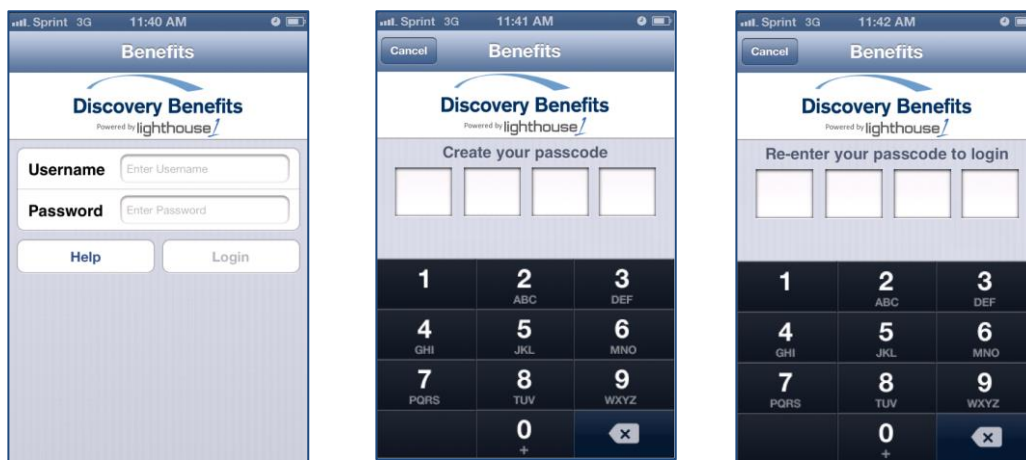 Sprint 3G 11:40 AM
Benefits
Discovery Benefits
Powered by lighthouse1
Username Enter Username
Password Enter Password
Help Login
Sprint 3G 11:41 AM
Cancel Benefits
Discovery Benefits
Powered by lighthouse1
Create your passcode
1 2 3
ABC DEF
4 5 6
GHI JKL MNO
7 8 9
PQRS TUV WXYZ
0
+
Sprint 3G 11:42 AM
Cancel Benefits
Discovery Benefits
Powered by lighthouse1
Re-enter your passcode to login
1 2 3
ABC DEF
4 5 6
GHI JKL MNO
7 8 9
PQRS TUV WXYZ
0
+